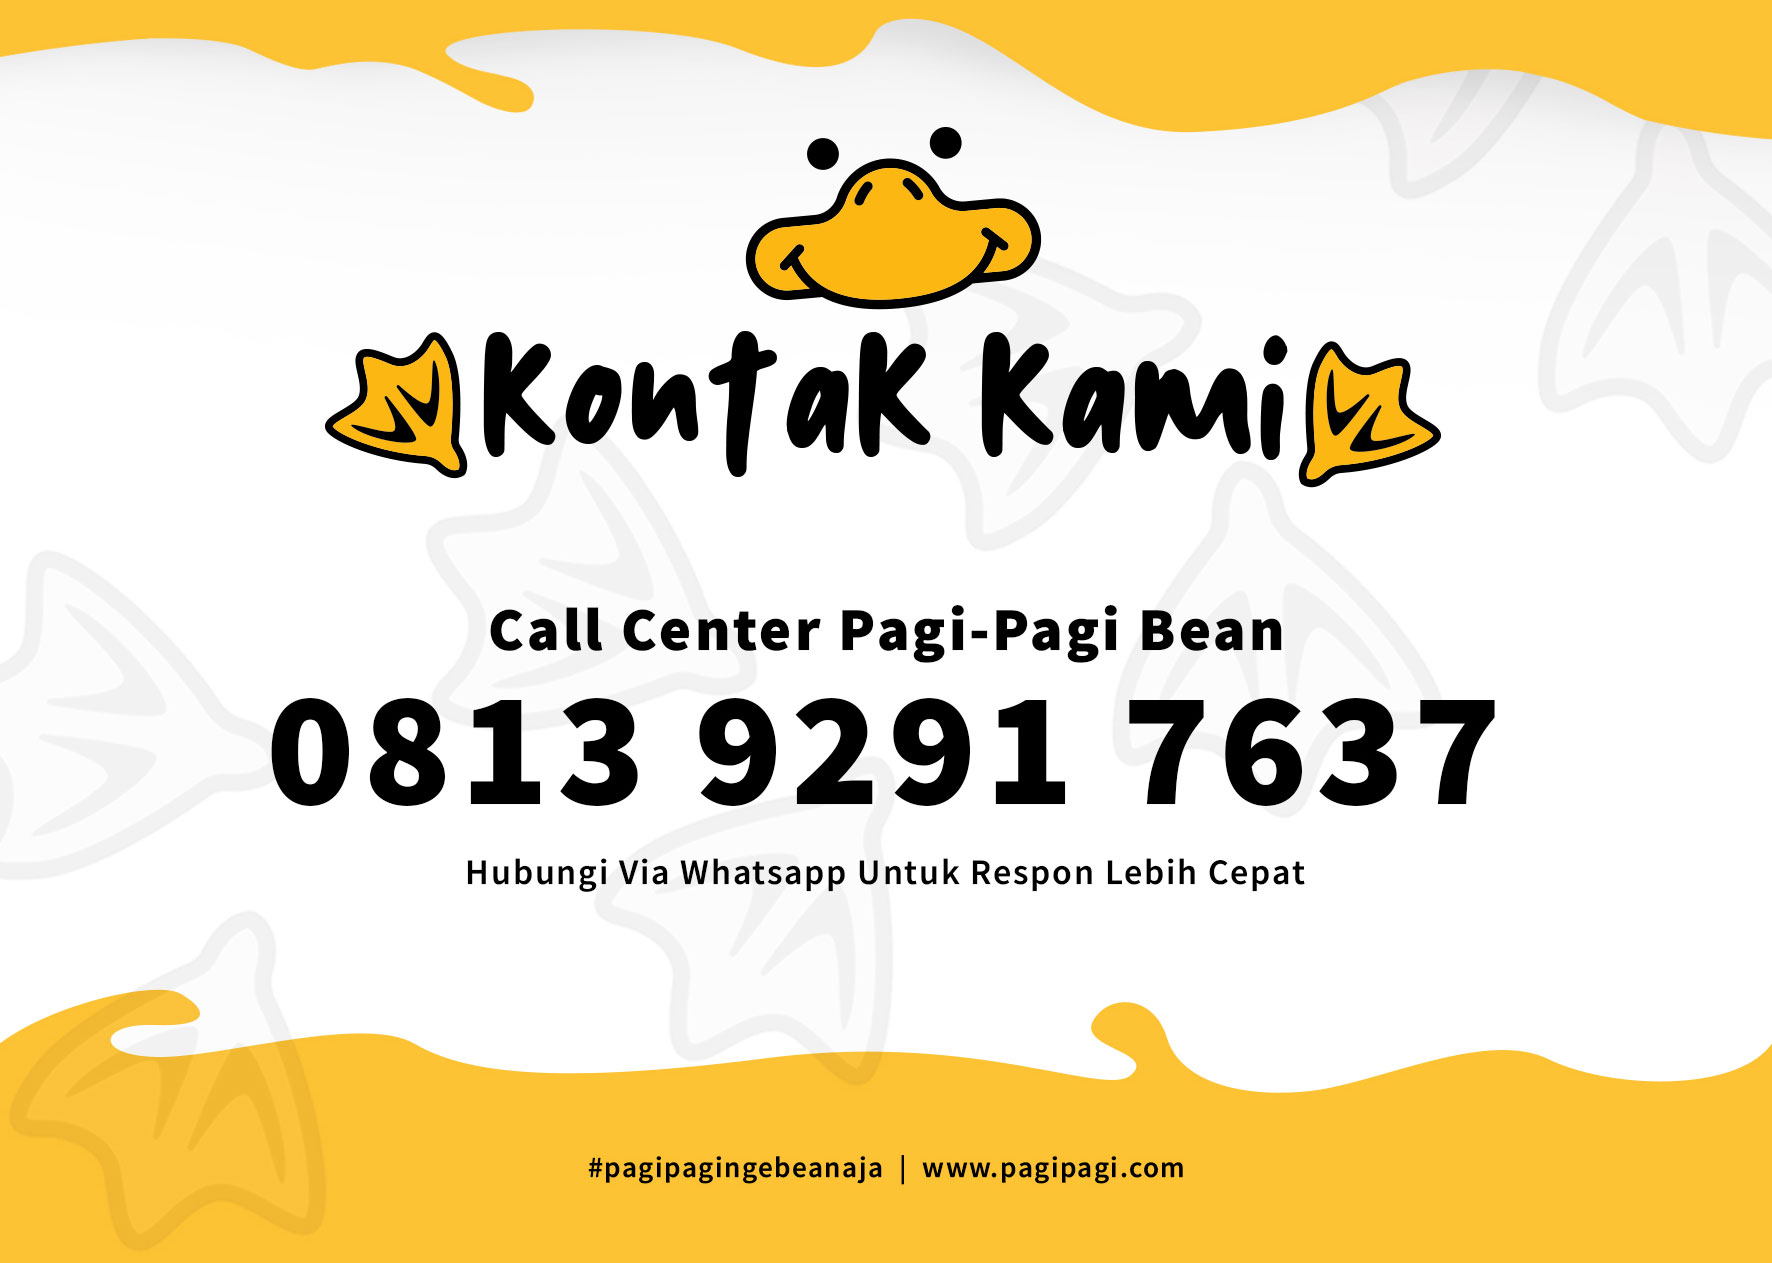 Kontak Kami
Call Center Pagi-Pagi Bean
0813 9291 7637
Hubungi Via Whatsapp Untuk Respon Lebih Cepat
#pagipagingebeanaja | www.pagipagi.com